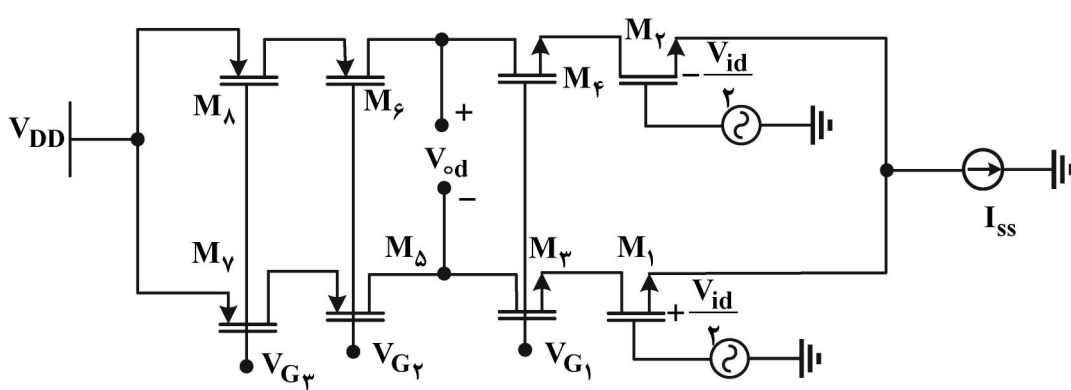 M۲
−V_id/۲
M۸
M۶
M۴
+
V_DD
V_od
−
I_ss
M۷
M۵
M۳
M۱
+V_id/۲
V_G۳
V_G۲
V_G۱